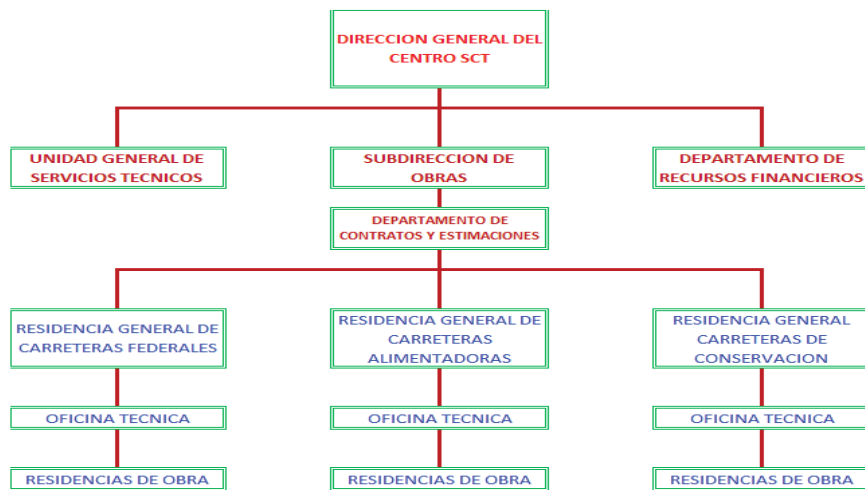 DIRECCION GENERAL DEL
CENTRO SCT
UNIDAD GENERAL DE
SERVICIOS TECNICOS
SUBDIRECCION DE
OBRAS
DEPARTAMENTO DE
RECURSOS FINANCIEROS
DEPARTAMENTO DE
CONTRATOS Y ESTIMACIONES
RESIDENCIA GENERAL DE
CARRETERAS FEDERALES
RESIDENCIA GENERAL DE
CARRETERAS
ALIMENTADORAS
RESIDENCIA GENERAL
CARRETERAS DE
CONSERVACION
OFICINA TECNICA
OFICINA TECNICA
OFICINA TECNICA
RESIDENCIAS DE OBRA
RESIDENCIAS DE OBRA
RESIDENCIAS DE OBRA